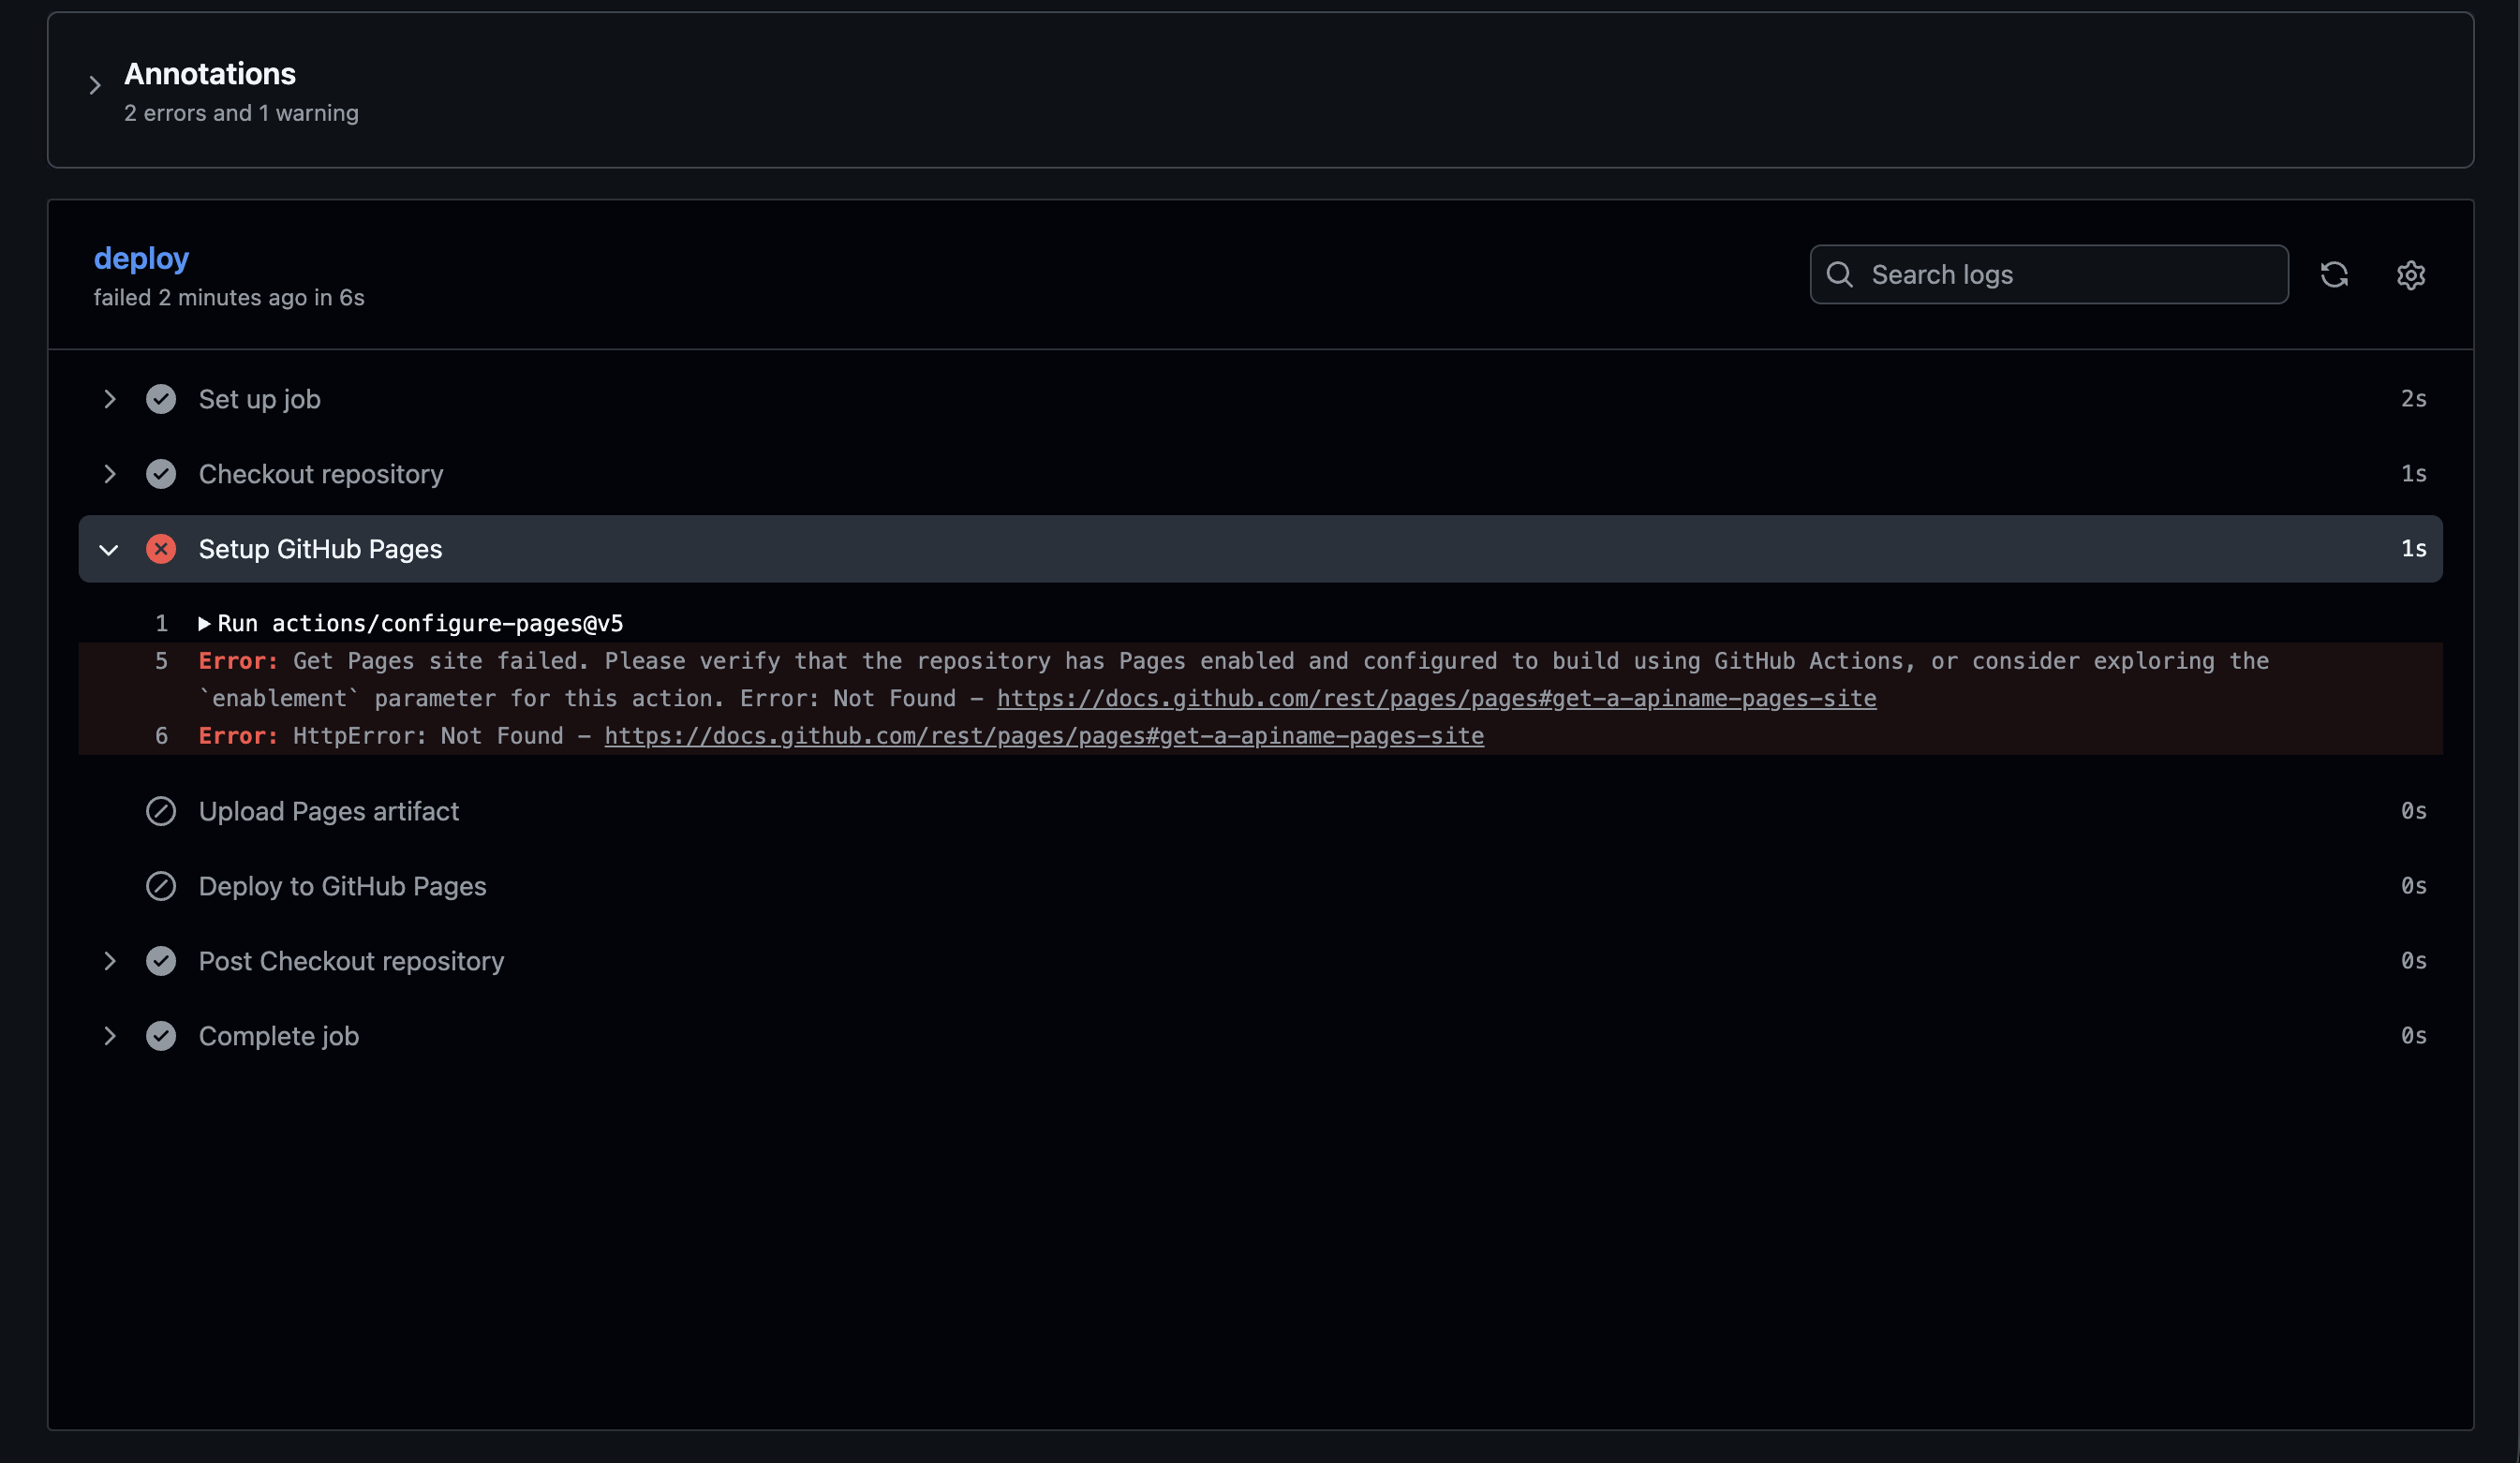 Annotations
2 errors and 1 warning
deploy
failed 2 minutes ago in 6s
Search logs
Set up job 2s
Checkout repository 1s
Setup GitHub Pages 1s
1 Run actions/configure-pages@v5
5 Error: Get Pages site failed. Please verify that the repository has Pages enabled and configured to build using GitHub Actions, or consider exploring the
`enablement` parameter for this action. Error: Not Found – https://docs.github.com/rest/pages/pages#get-a-apiname-pages-site
6 Error: HttpError: Not Found – https://docs.github.com/rest/pages/pages#get-a-apiname-pages-site
Upload Pages artifact 0s
Deploy to GitHub Pages 0s
Post Checkout repository 0s
Complete job 0s